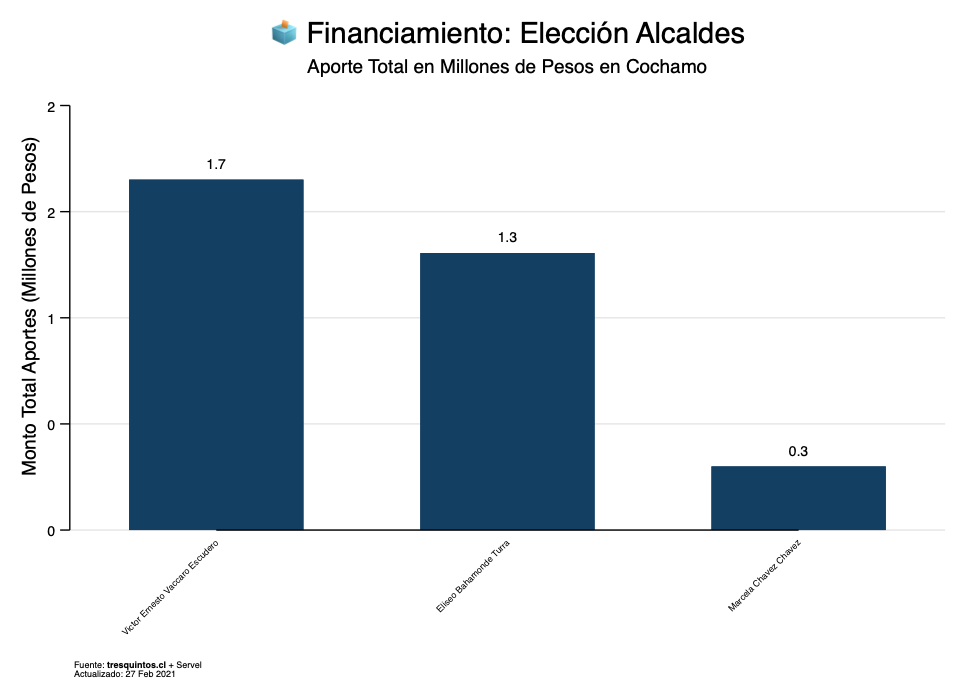 Financiamiento: Elección Alcaldes
Aporte Total en Millones de Pesos en Cochamo
Monto Total Aportes (Millones de Pesos)
2
2
1
0
0
1.7
1.3
0.3
Victor Ernesto Vaccaro Escudero
Eliseo Bahamonde Turra
Marcela Chavez Chavez
Fuente: tresquintos.cl + Servel
Actualizado: 27 Feb 2021